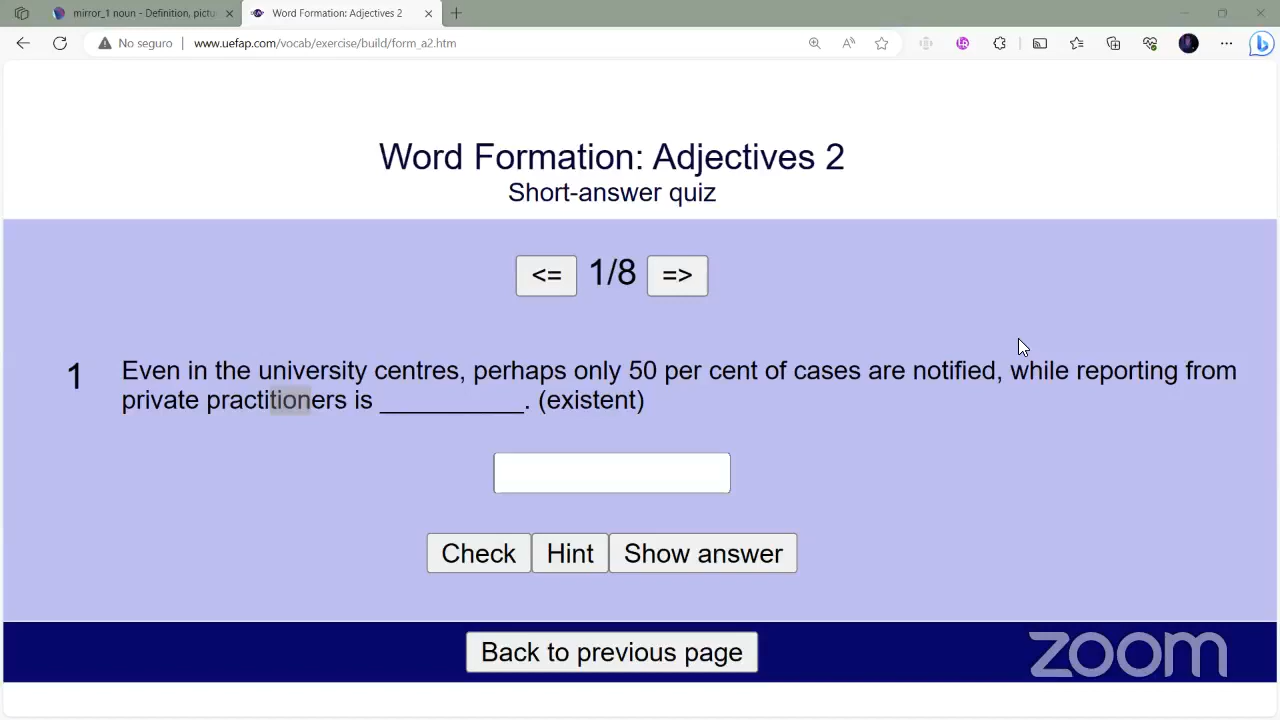 mirror_1 noun - Definition, pictu
Word Formation: Adjectives 2
No seguro
www.uefap.com/vocab/exercise/build/form_a2.htm
Word Formation: Adjectives 2
Short-answer quiz
<= 1/8 =>
1 Even in the university centres, perhaps only 50 per cent of cases are notified, while reporting from
private practitioners is __________. (existent)
Check Hint Show answer
Back to previous page
zoom